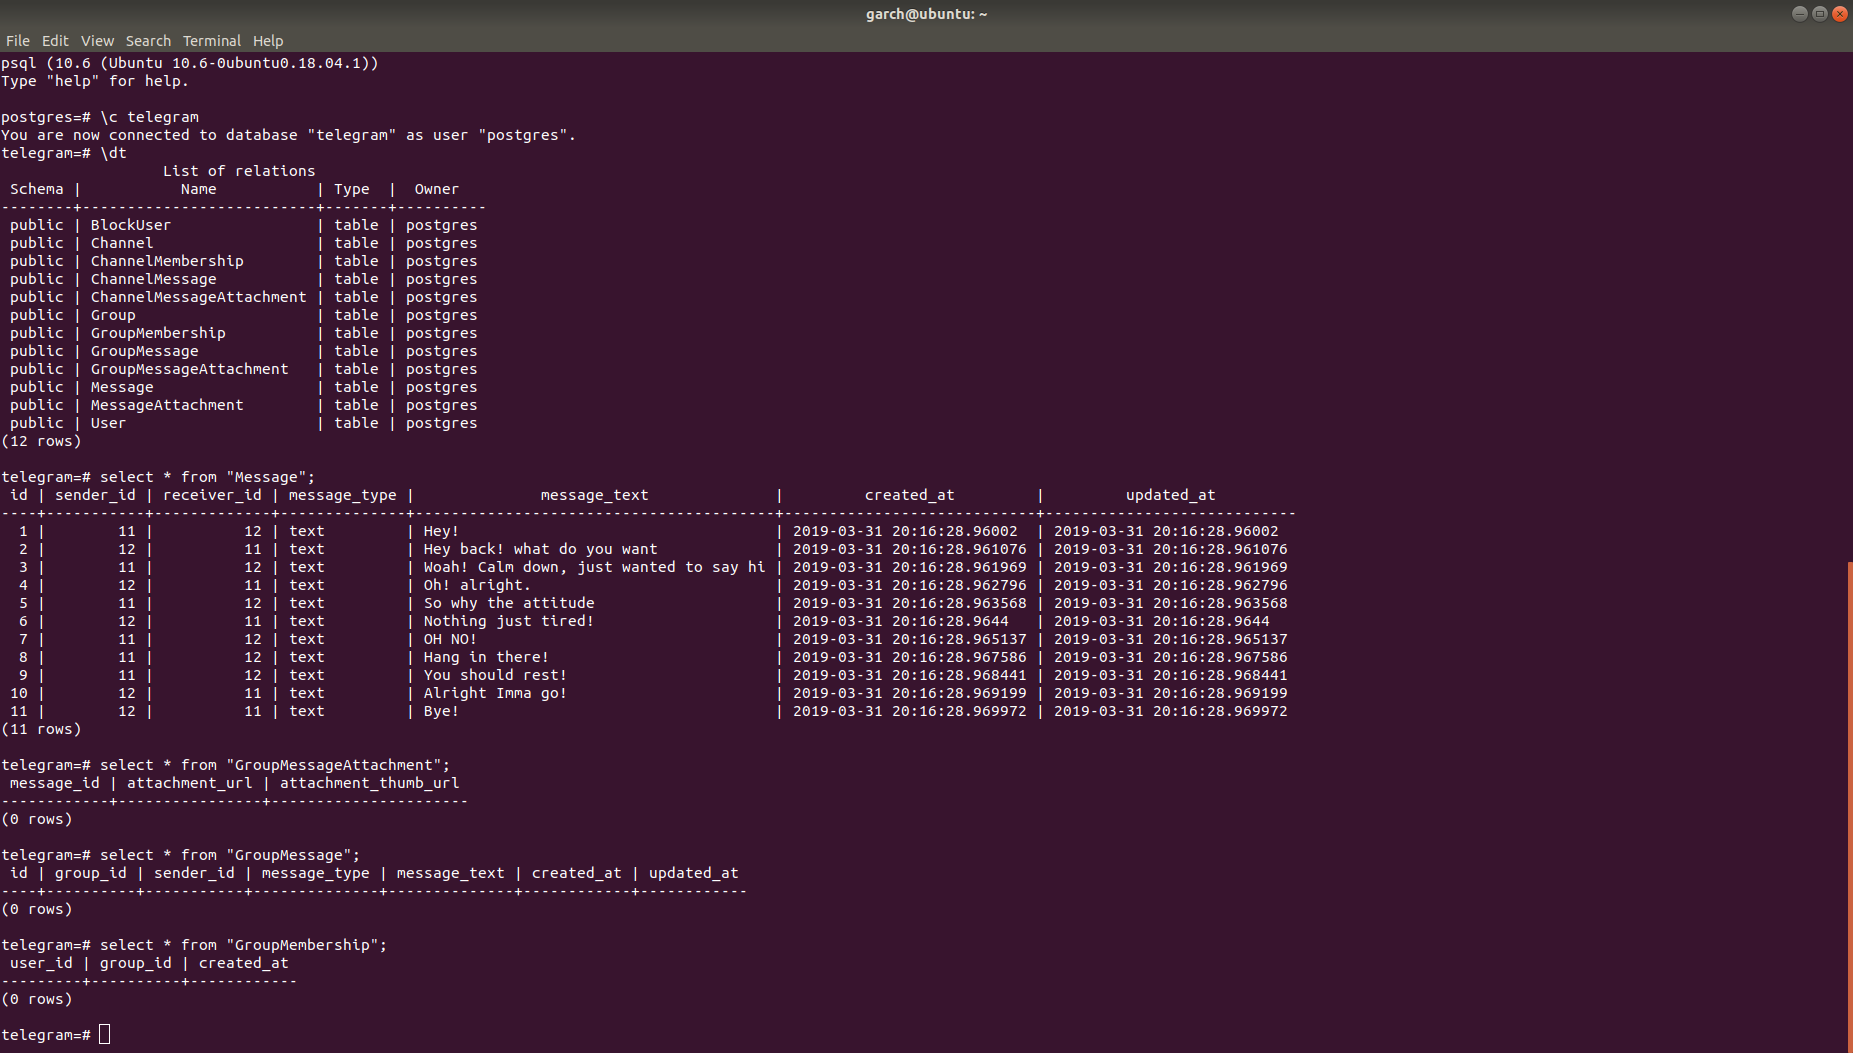 garch@ubuntu: ~
File Edit View Search Terminal Help
psql (10.6 (Ubuntu 10.6-0ubuntu0.18.04.1))
Type "help" for help.

postgres=# \c telegram
You are now connected to database "telegram" as user "postgres".
telegram=# \dt
                  List of relations
 Schema |           Name           | Type  |  Owner
--------+--------------------------+-------+----------
 public | BlockUser                | table | postgres
 public | Channel                  | table | postgres
 public | ChannelMembership        | table | postgres
 public | ChannelMessage           | table | postgres
 public | ChannelMessageAttachment | table | postgres
 public | Group                    | table | postgres
 public | GroupMembership          | table | postgres
 public | GroupMessage             | table | postgres
 public | GroupMessageAttachment   | table | postgres
 public | Message                  | table | postgres
 public | MessageAttachment        | table | postgres
 public | User                     | table | postgres
(12 rows)

telegram=# select * from "Message";
 id | sender_id | receiver_id | message_type |              message_text              |         created_at         |         updated_at
----+-----------+-------------+--------------+----------------------------------------+----------------------------+----------------------------
  1 |        11 |          12 | text         | Hey!                                   | 2019-03-31 20:16:28.96002  | 2019-03-31 20:16:28.96002
  2 |        12 |          11 | text         | Hey back! what do you want             | 2019-03-31 20:16:28.961076 | 2019-03-31 20:16:28.961076
  3 |        11 |          12 | text         | Woah! Calm down, just wanted to say hi | 2019-03-31 20:16:28.961969 | 2019-03-31 20:16:28.961969
  4 |        12 |          11 | text         | Oh! alright.                           | 2019-03-31 20:16:28.962796 | 2019-03-31 20:16:28.962796
  5 |        11 |          12 | text         | So why the attitude                    | 2019-03-31 20:16:28.963568 | 2019-03-31 20:16:28.963568
  6 |        12 |          11 | text         | Nothing just tired!                    | 2019-03-31 20:16:28.9644   | 2019-03-31 20:16:28.9644
  7 |        11 |          12 | text         | OH NO!                                 | 2019-03-31 20:16:28.965137 | 2019-03-31 20:16:28.965137
  8 |        11 |          12 | text         | Hang in there!                         | 2019-03-31 20:16:28.967586 | 2019-03-31 20:16:28.967586
  9 |        11 |          12 | text         | You should rest!                       | 2019-03-31 20:16:28.968441 | 2019-03-31 20:16:28.968441
 10 |        12 |          11 | text         | Alright Imma go!                       | 2019-03-31 20:16:28.969199 | 2019-03-31 20:16:28.969199
 11 |        12 |          11 | text         | Bye!                                   | 2019-03-31 20:16:28.969972 | 2019-03-31 20:16:28.969972
(11 rows)

telegram=# select * from "GroupMessageAttachment";
 message_id | attachment_url | attachment_thumb_url
------------+----------------+----------------------
(0 rows)

telegram=# select * from "GroupMessage";
 id | group_id | sender_id | message_type | message_text | created_at | updated_at
----+----------+-----------+--------------+--------------+------------+------------
(0 rows)

telegram=# select * from "GroupMembership";
 user_id | group_id | created_at
---------+----------+------------
(0 rows)

telegram=#